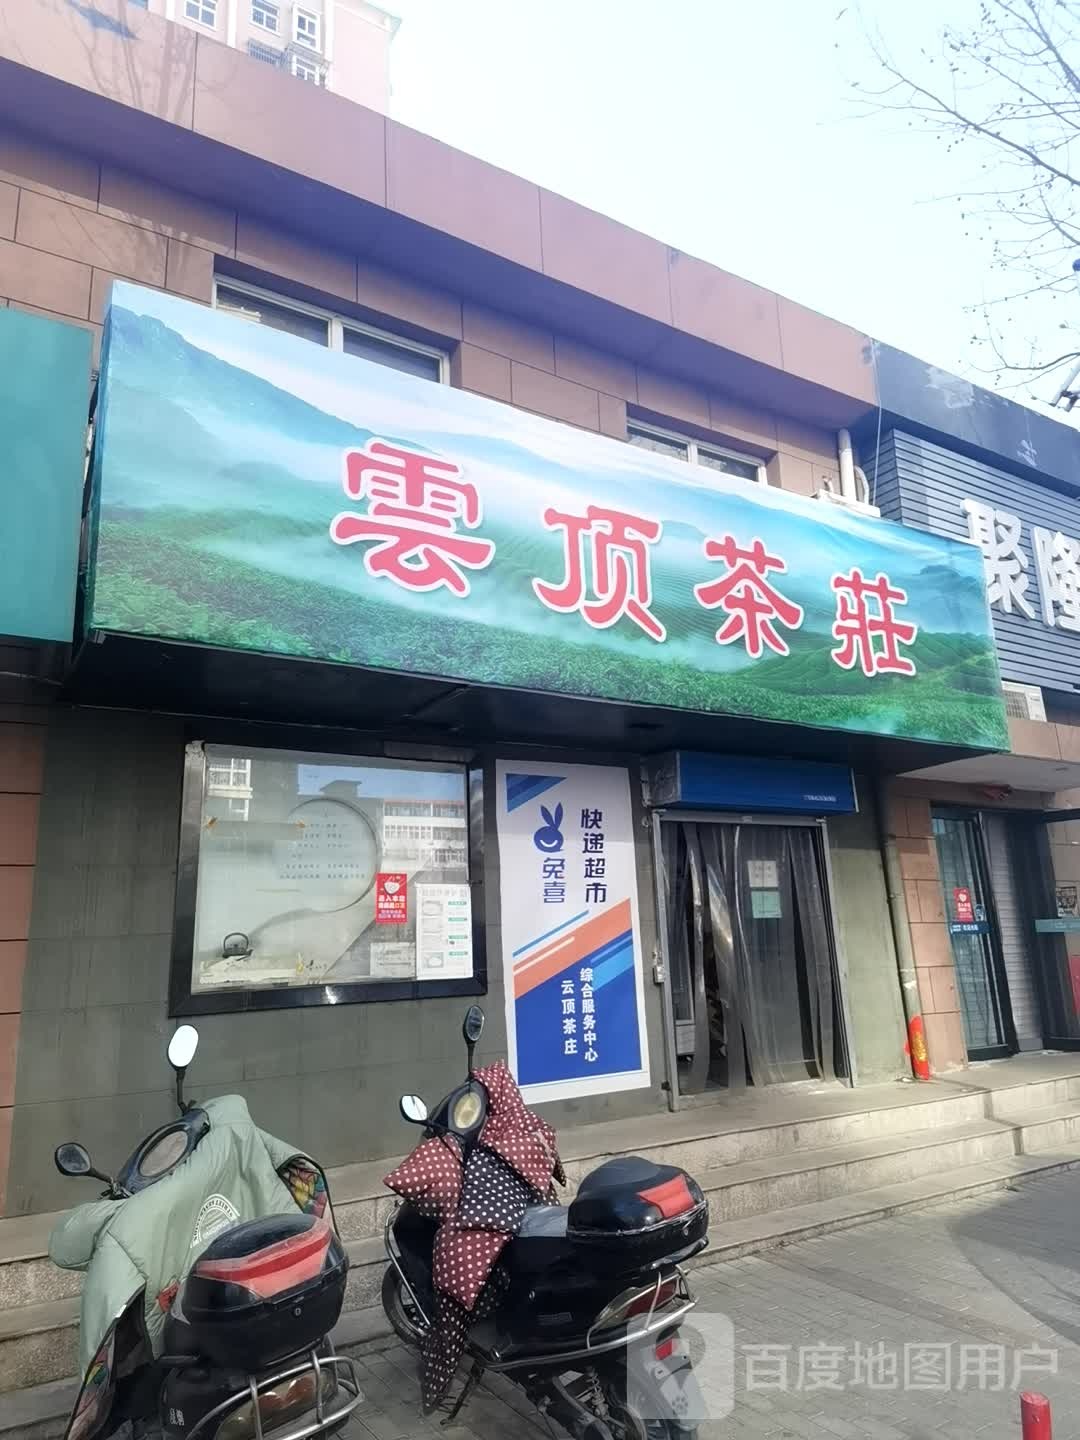 雲顶茶莊
聚隆
兔喜
快递超市
综合服务中心
云顶茶庄
百度地图用户